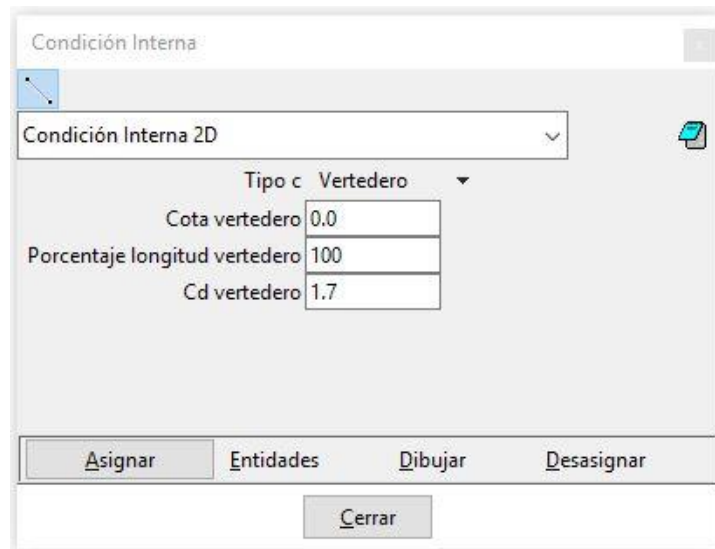 Condición Interna
Condición Interna 2D
Tipo c Vertedero
Cota vertedero 0.0
Porcentaje longitud vertedero 100
Cd vertedero 1.7
Asignar Entidades Dibujar Desasignar
Cerrar